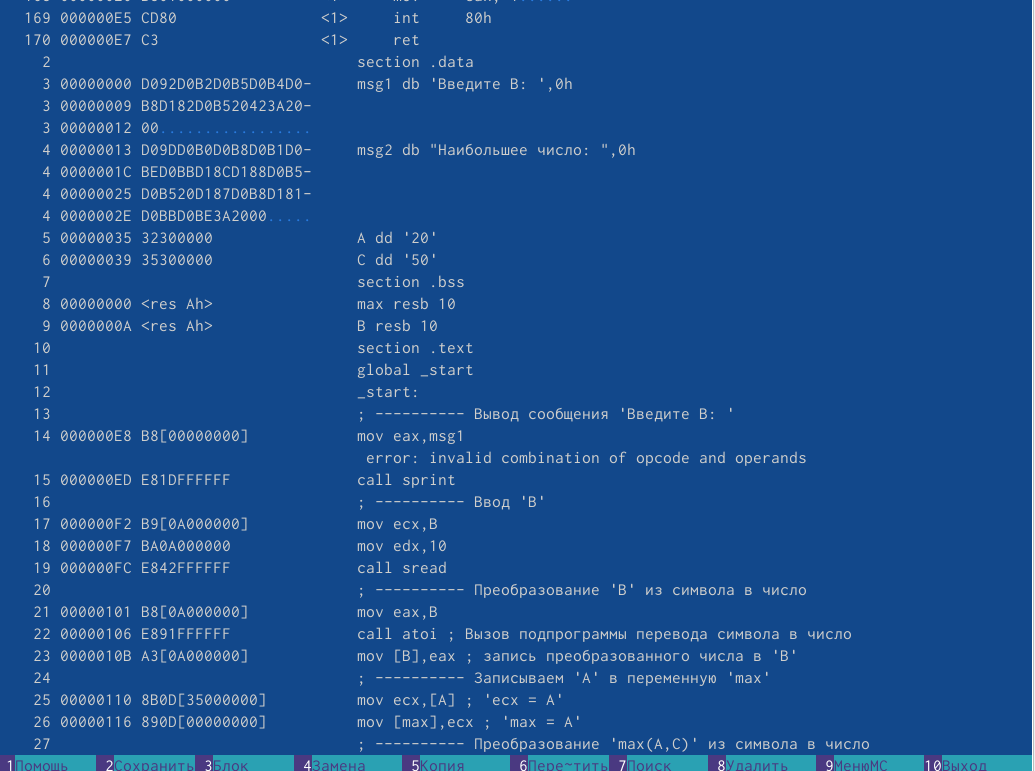 169 000000E5 CD80 <1> int 80h
170 000000E7 C3 <1> ret
2 section .data
3 00000000 D092D0B2D0B5D0B4D0- msg1 db 'Введите B: ',0h
3 00000009 B8D182D0B520423A20-
3 00000012 00.................
4 00000013 D09DD0B0D0B8D0B1D0- msg2 db "Наибольшее число: ",0h
4 0000001C BED0BBD18CD188D0B5-
4 00000025 D0B520D187D0B8D181-
4 0000002E D0BBD0BE3A2000.....
5 00000035 32300000 A dd '20'
6 00000039 35300000 C dd '50'
7 section .bss
8 00000000 <res Ah> max resb 10
9 0000000A <res Ah> B resb 10
10 section .text
11 global _start
12 _start:
13 ; ---------- Вывод сообщения 'Введите B: '
14 000000E8 B8[00000000] mov eax,msg1
error: invalid combination of opcode and operands
15 000000ED E81DFFFFFF call sprint
16 ; ---------- Ввод 'B'
17 000000F2 B9[0A000000] mov ecx,B
18 000000F7 BA0A000000 mov edx,10
19 000000FC E842FFFFFF call sread
20 ; ---------- Преобразование 'B' из символа в число
21 00000101 B8[0A000000] mov eax,B
22 00000106 E891FFFFFF call atoi ; Вызов подпрограммы перевода символа в число
23 0000010B A3[0A000000] mov [B],eax ; запись преобразованного числа в 'B'
24 ; ---------- Записываем 'A' в переменную 'max'
25 00000110 8B0D[35000000] mov ecx,[A] ; 'ecx = A'
26 00000116 890D[00000000] mov [max],ecx ; 'max = A'
27 ; ---------- Преобразование 'max(A,C)' из символа в число
1Помощь 2Сохранить 3Блок 4Замена 5Копия 6Пере~тить 7Поиск 8Удалить 9МенюMC 10Выход